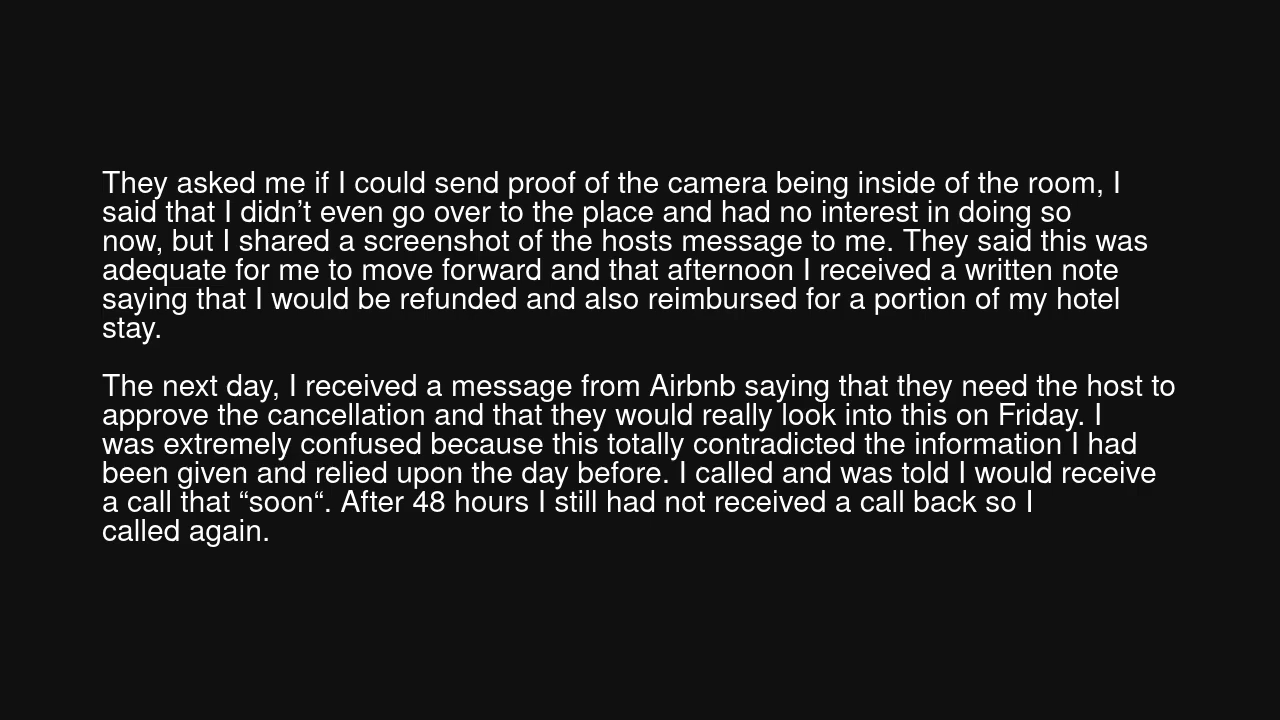 They asked me if I could send proof of the camera being inside of the room, I
said that I didn’t even go over to the place and had no interest in doing so
now, but I shared a screenshot of the hosts message to me. They said this was
adequate for me to move forward and that afternoon I received a written note
saying that I would be refunded and also reimbursed for a portion of my hotel
stay.
The next day, I received a message from Airbnb saying that they need the host to
approve the cancellation and that they would really look into this on Friday. I
was extremely confused because this totally contradicted the information I had
been given and relied upon the day before. I called and was told I would receive
a call that “soon“. After 48 hours I still had not received a call back so I
called again.